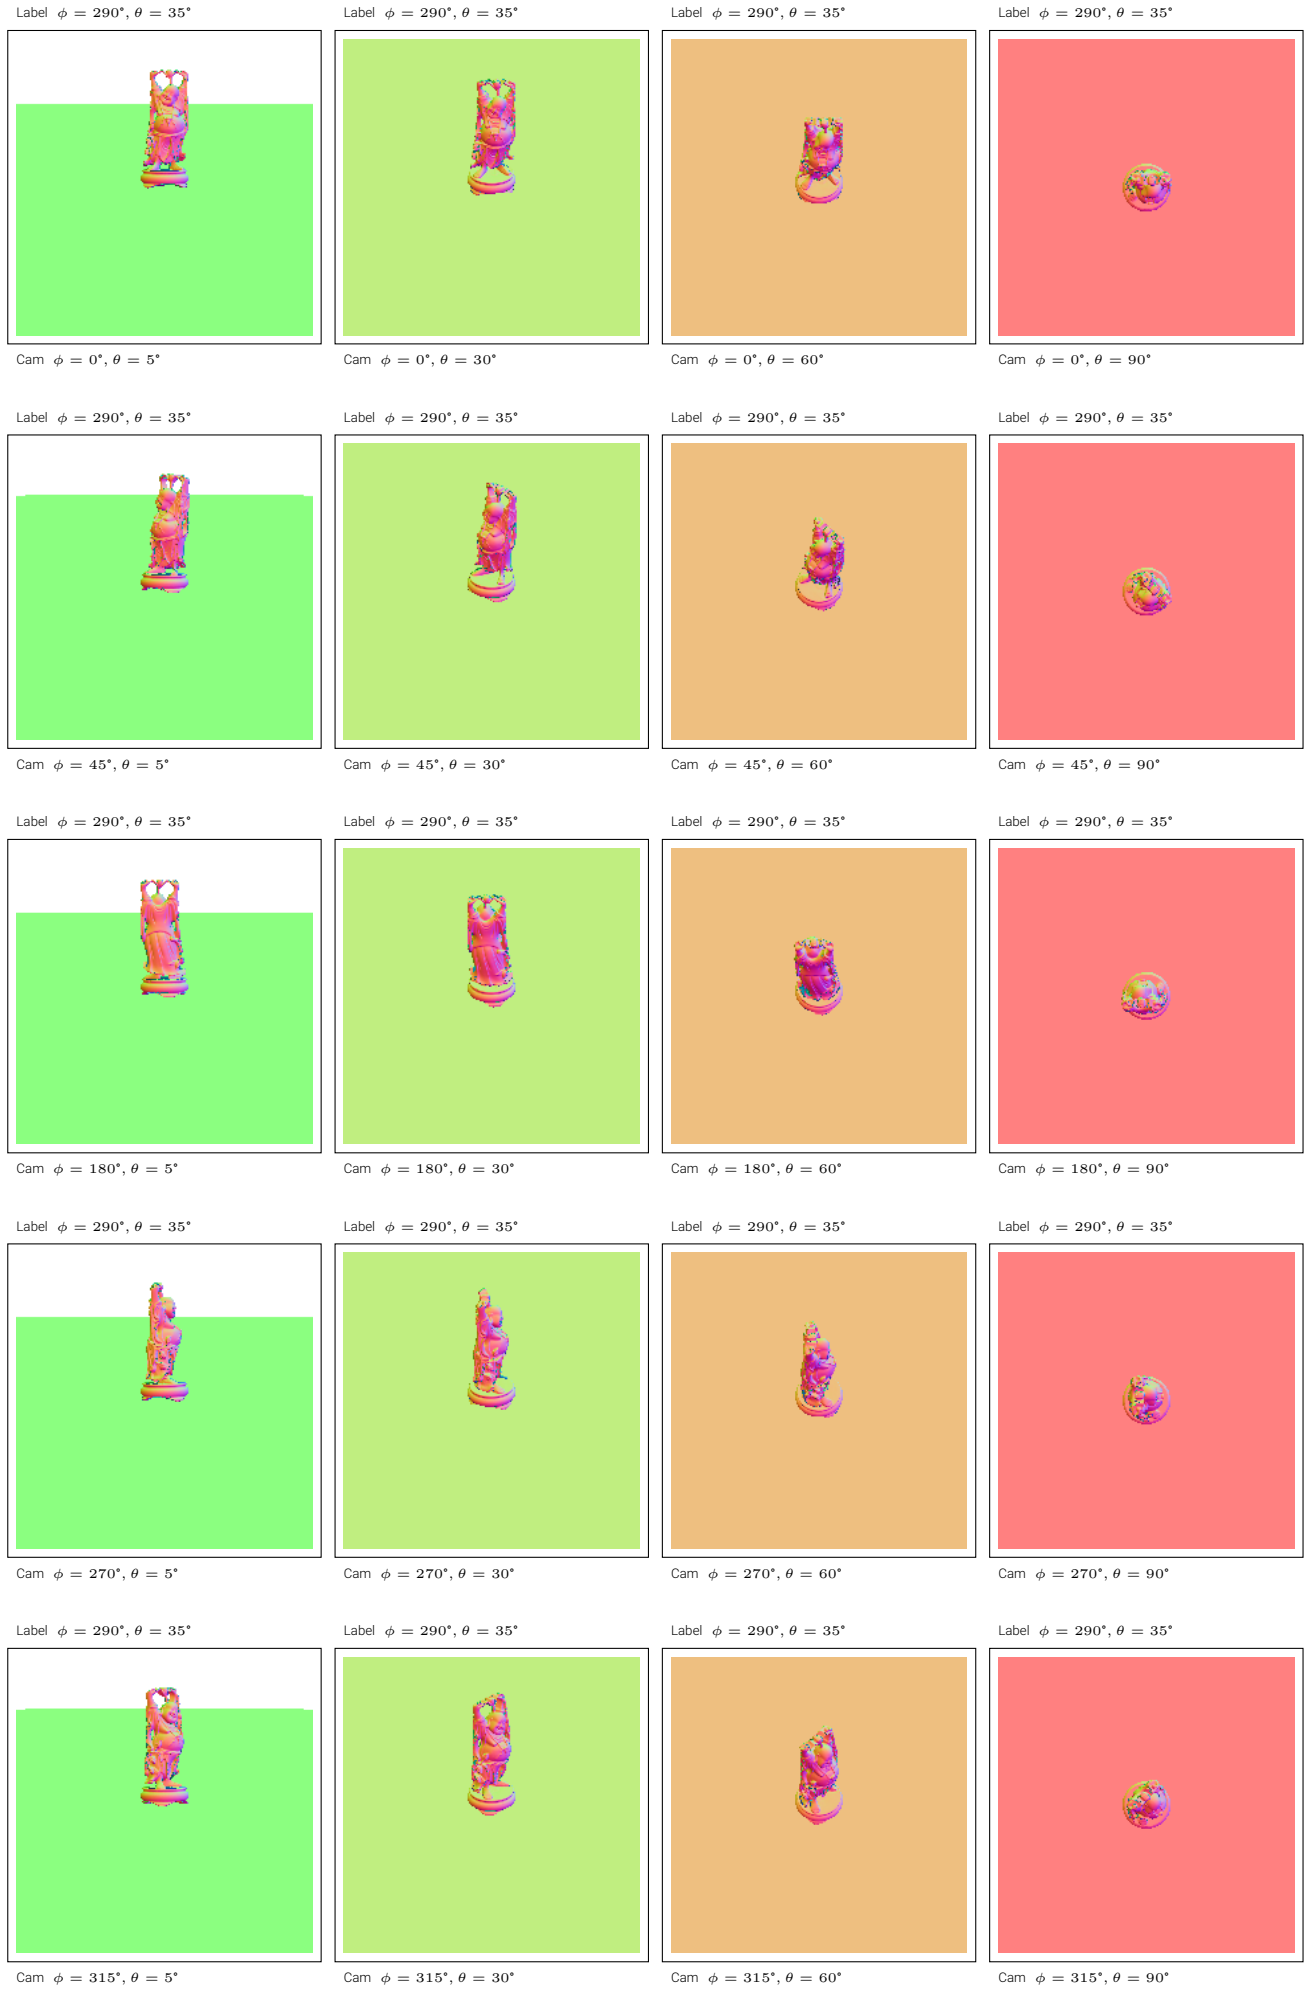 Label ϕ = 290°, θ = 35° Label ϕ = 290°, θ = 35° Label ϕ = 290°, θ = 35° Label ϕ = 290°, θ = 35°
Cam ϕ = 0°, θ = 5° Cam ϕ = 0°, θ = 30° Cam ϕ = 0°, θ = 60° Cam ϕ = 0°, θ = 90°
Label ϕ = 290°, θ = 35° Label ϕ = 290°, θ = 35° Label ϕ = 290°, θ = 35° Label ϕ = 290°, θ = 35°
Cam ϕ = 45°, θ = 5° Cam ϕ = 45°, θ = 30° Cam ϕ = 45°, θ = 60° Cam ϕ = 45°, θ = 90°
Label ϕ = 290°, θ = 35° Label ϕ = 290°, θ = 35° Label ϕ = 290°, θ = 35° Label ϕ = 290°, θ = 35°
Cam ϕ = 180°, θ = 5° Cam ϕ = 180°, θ = 30° Cam ϕ = 180°, θ = 60° Cam ϕ = 180°, θ = 90°
Label ϕ = 290°, θ = 35° Label ϕ = 290°, θ = 35° Label ϕ = 290°, θ = 35° Label ϕ = 290°, θ = 35°
Cam ϕ = 270°, θ = 5° Cam ϕ = 270°, θ = 30° Cam ϕ = 270°, θ = 60° Cam ϕ = 270°, θ = 90°
Label ϕ = 290°, θ = 35° Label ϕ = 290°, θ = 35° Label ϕ = 290°, θ = 35° Label ϕ = 290°, θ = 35°
Cam ϕ = 315°, θ = 5° Cam ϕ = 315°, θ = 30° Cam ϕ = 315°, θ = 60° Cam ϕ = 315°, θ = 90°